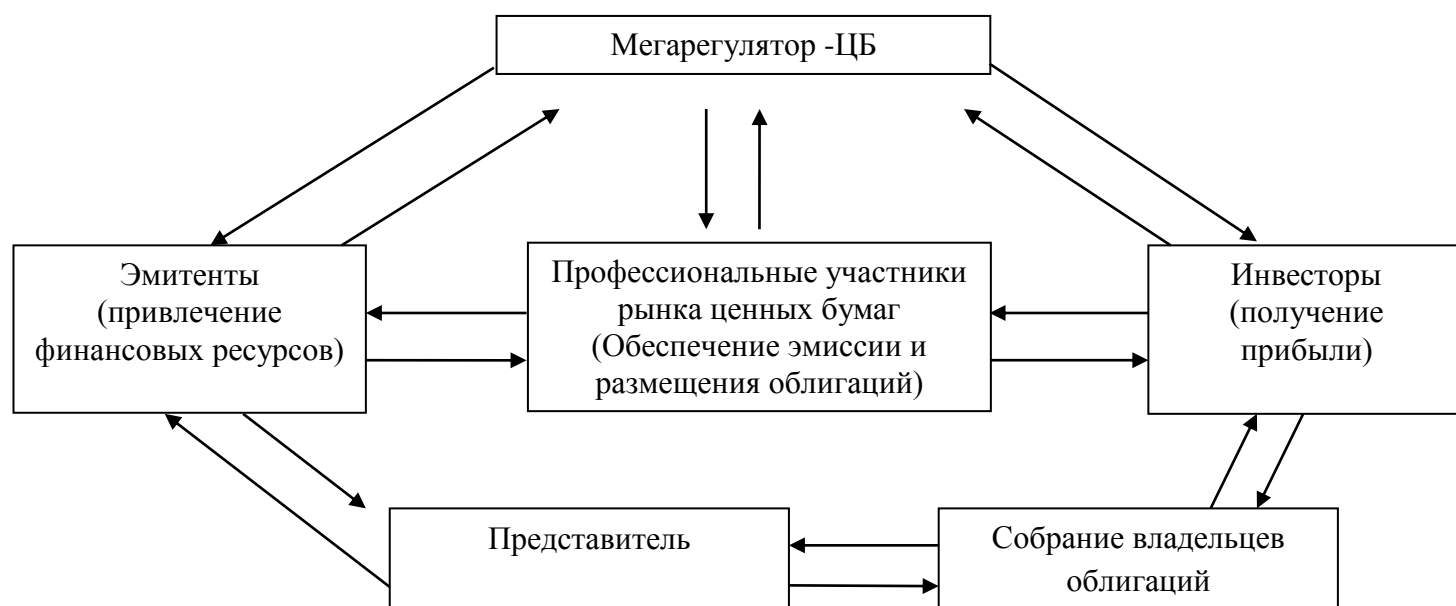 Мегарегулятор -ЦБ
Эмитенты
(привлечение
финансовых ресурсов)
Профессиональные участники
рынка ценных бумаг
(Обеспечение эмиссии и
размещения облигаций)
Инвесторы
(получение
прибыли)
Представитель
Собрание владельцев
облигаций